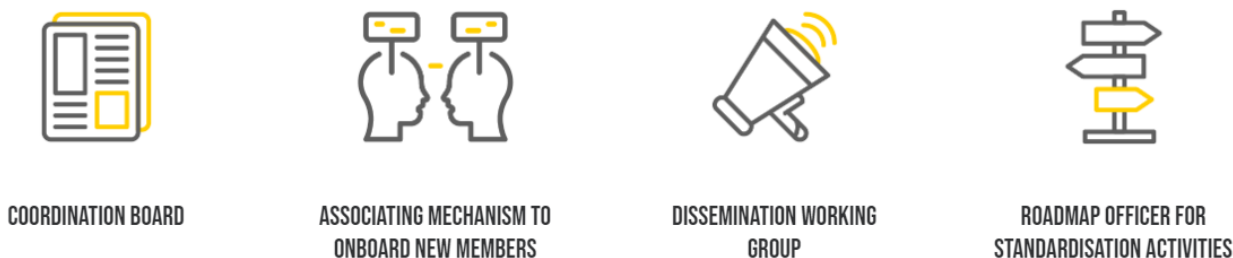 COORDINATION BOARD
ASSOCIATING MECHANISM TO
ONBOARD NEW MEMBERS
DISSEMINATION WORKING
GROUP
ROADMAP OFFICER FOR
STANDARDISATION ACTIVITIES